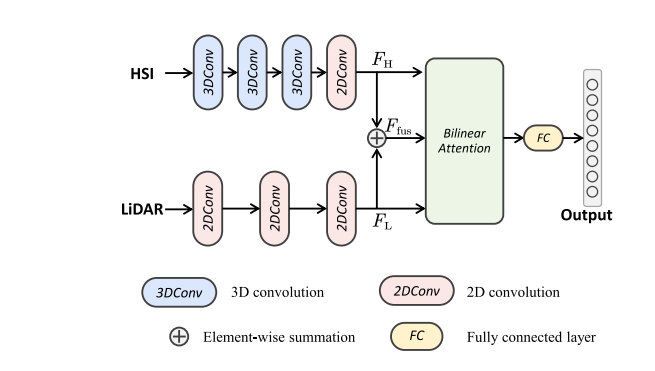 HSI
3DConv
3DConv
3DConv
2DConv
F_H
F_fus
Bilinear
Attention
FC
Output
LiDAR
2DConv
2DConv
2DConv
F_L
3DConv 3D convolution
2DConv 2D convolution
Element-wise summation
FC Fully connected layer